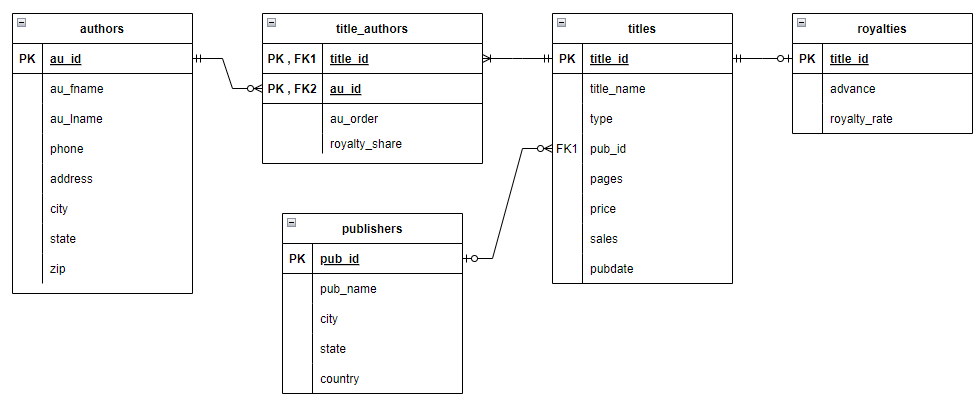 authors
PK au_id
au_fname
au_lname
phone
address
city
state
zip
title_authors
PK , FK1 title_id
PK , FK2 au_id
au_order
royalty_share
titles
PK title_id
title_name
type
FK1 pub_id
pages
price
sales
pubdate
royalties
PK title_id
advance
royalty_rate
publishers
PK pub_id
pub_name
city
state
country